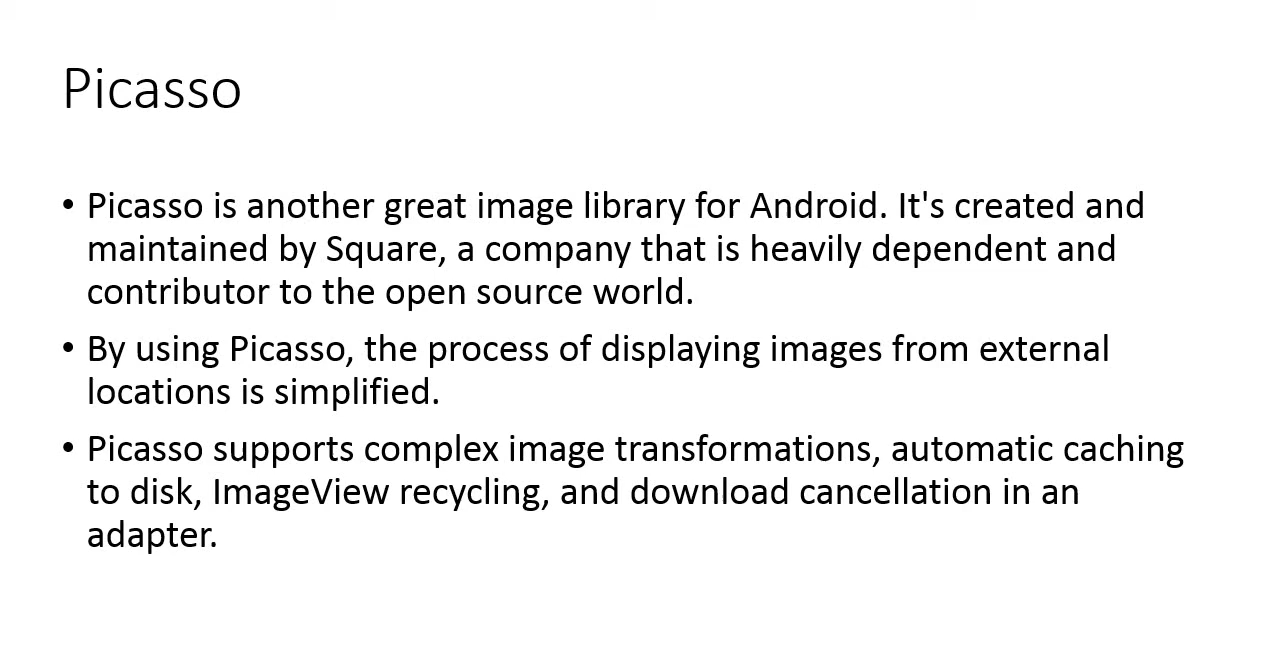 Picasso
• Picasso is another great image library for Android. It's created and
maintained by Square, a company that is heavily dependent and
contributor to the open source world.
• By using Picasso, the process of displaying images from external
locations is simplified.
• Picasso supports complex image transformations, automatic caching
to disk, ImageView recycling, and download cancellation in an
adapter.